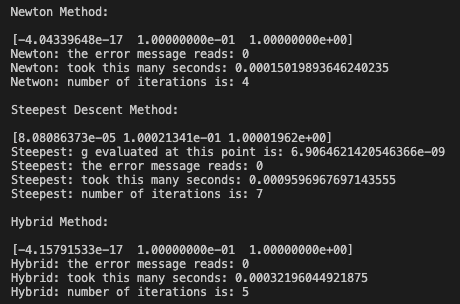 Newton Method:
[-4.04339648e-17  1.00000000e-01  1.00000000e+00]
Newton: the error message reads: 0
Newton: took this many seconds: 0.00015019893646240235
Netwon: number of iterations is: 4
Steepest Descent Method:
[8.08086373e-05 1.00021341e-01 1.00001962e+00]
Steepest: g evaluated at this point is: 6.9064621420546366e-09
Steepest: the error message reads: 0
Steepest: took this many seconds: 0.0009596967697143555
Steepest: number of iterations is: 7
Hybrid Method:
[-4.15791533e-17  1.00000000e-01  1.00000000e+00]
Hybrid: the error message reads: 0
Hybrid: took this many seconds: 0.00032196044921875
Hybrid: number of iterations is: 5